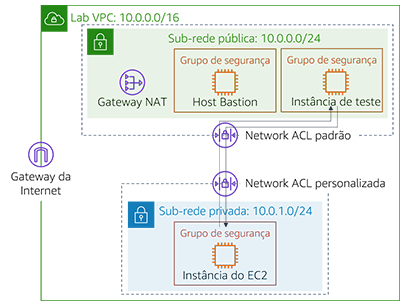 Lab VPC: 10.0.0.0/16
Sub-rede pública: 10.0.0.0/24
Grupo de segurança
Grupo de segurança
Gateway NAT
Host Bastion
Instância de teste
Network ACL padrão
Gateway da
Internet
Network ACL personalizada
Sub-rede privada: 10.0.1.0/24
Grupo de segurança
Instância do EC2